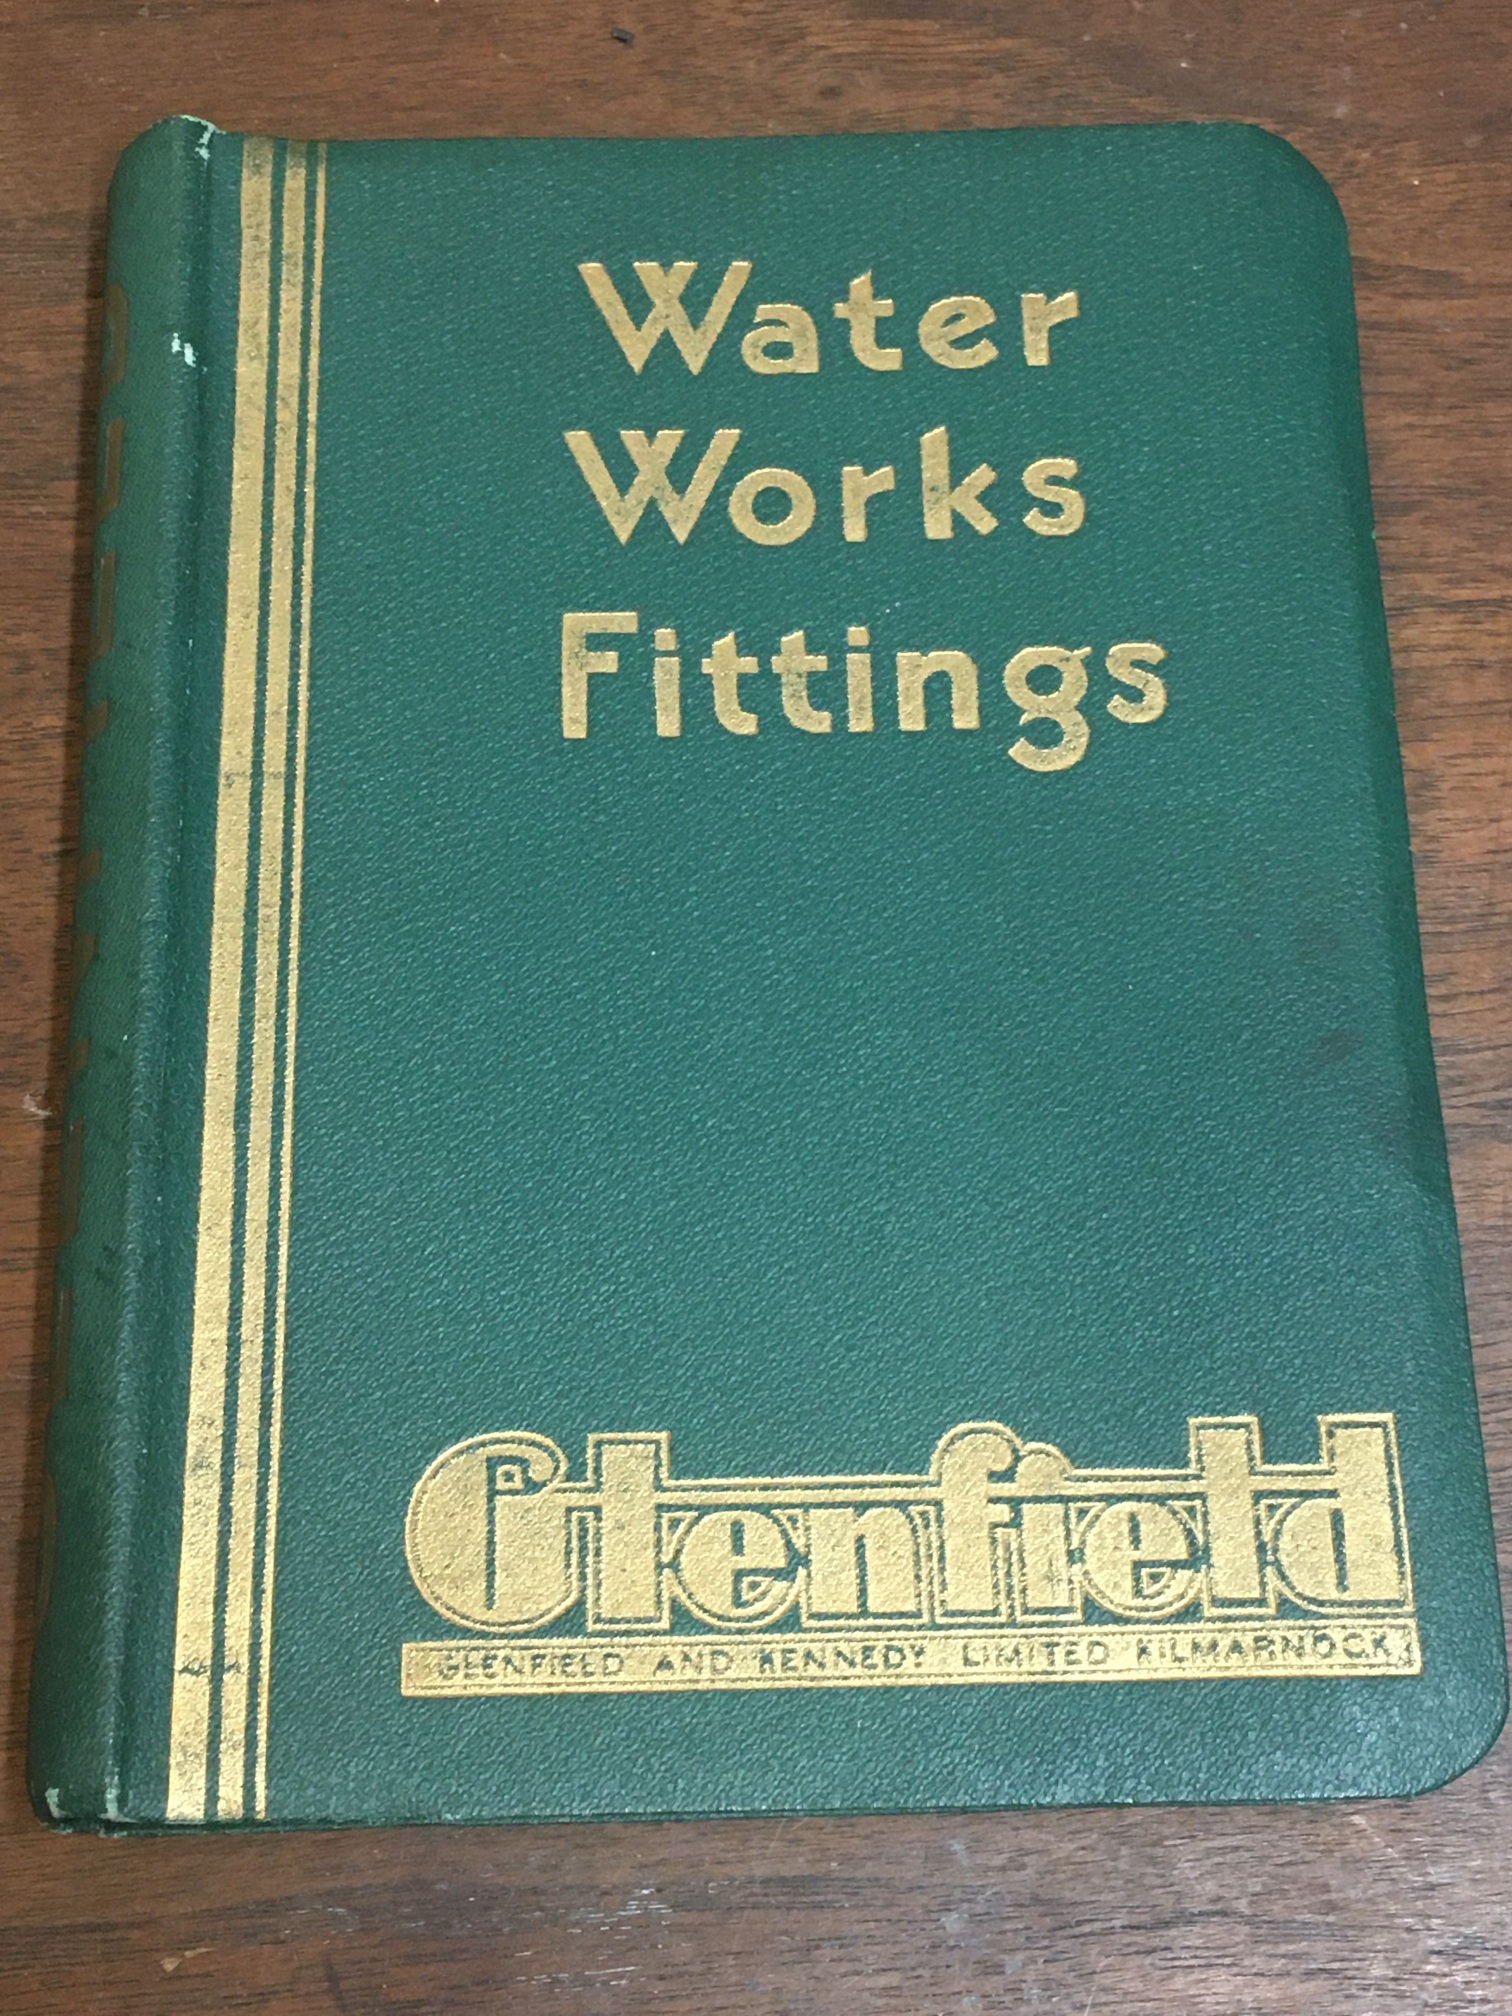 Water
Works
Fittings
Glenfield
GLENFIELD AND KENNEDY LIMITED KILMARNOCK